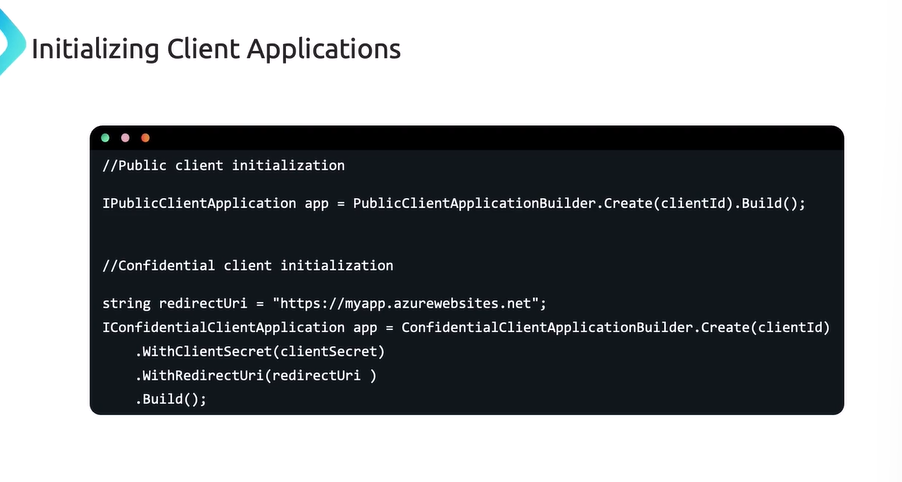 Initializing Client Applications
//Public client initialization
IPublicClientApplication app = PublicClientApplicationBuilder.Create(clientId).Build();
//Confidential client initialization
string redirectUri = "https://myapp.azurewebsites.net";
IConfidentialClientApplication app = ConfidentialClientApplicationBuilder.Create(clientId)
.WithClientSecret(clientSecret)
.WithRedirectUri(redirectUri )
.Build();